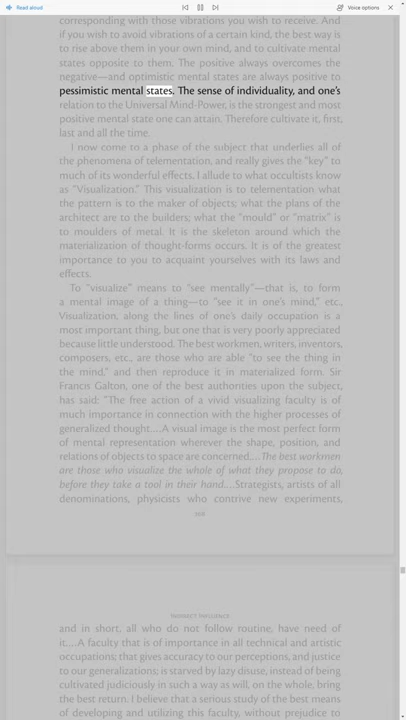 Read aloud
Voice options
corresponding with those vibrations you wish to receive. And
if you wish to avoid vibrations of a certain kind, the best way is
to rise above them in your own mind, and to cultivate mental
states opposite to them. The positive always overcomes the
negative—and optimistic mental states are always positive to
pessimistic mental states. The sense of individuality, and one's
relation to the Universal Mind-Power, is the strongest and most
positive mental state one can attain. Therefore cultivate it, first,
last and all the time.
I now come to a phase of the subject that underlies all of
the phenomena of telementation, and really gives the "key" to
much of its wonderful effects. I allude to what occultists know
as "Visualization." This visualization is to telementation what
the pattern is to the maker of objects; what the plans of the
architect are to the builders; what the "mould" or "matrix" is
to moulders of metal. It is the skeleton around which the
materialization of thought-forms occurs. It is of the greatest
importance to you to acquaint yourselves with its laws and
effects.
To "visualize" means to "see mentally"—that is, to form
a mental image of a thing—to "see it in one's mind," etc.,
Visualization, along the lines of one's daily occupation is a
most important thing, but one that is very poorly appreciated
because little understood. The best workmen, writers, inventors,
composers, etc., are those who are able "to see the thing in
the mind," and then reproduce it in materialized form. Sir
Francis Galton, one of the best authorities upon the subject,
has said: "The free action of a vivid visualizing faculty is of
much importance in connection with the higher processes of
generalized thought.…A visual image is the most perfect form
of mental representation wherever the shape, position, and
relations of objects to space are concerned.…The best workmen
are those who visualize the whole of what they propose to do,
before they take a tool in their hand.…Strategists, artists of all
denominations, physicists who contrive new experiments,
Indirect Influence
and in short, all who do not follow routine, have need of
it.…A faculty that is of importance in all technical and artistic
occupations; that gives accuracy to our perceptions, and justice
to our generalizations; is starved by lazy disuse, instead of being
cultivated judiciously in such a way as will, on the whole, bring
the best return. I believe that a serious study of the best means
of developing and utilizing this faculty, without prejudice to